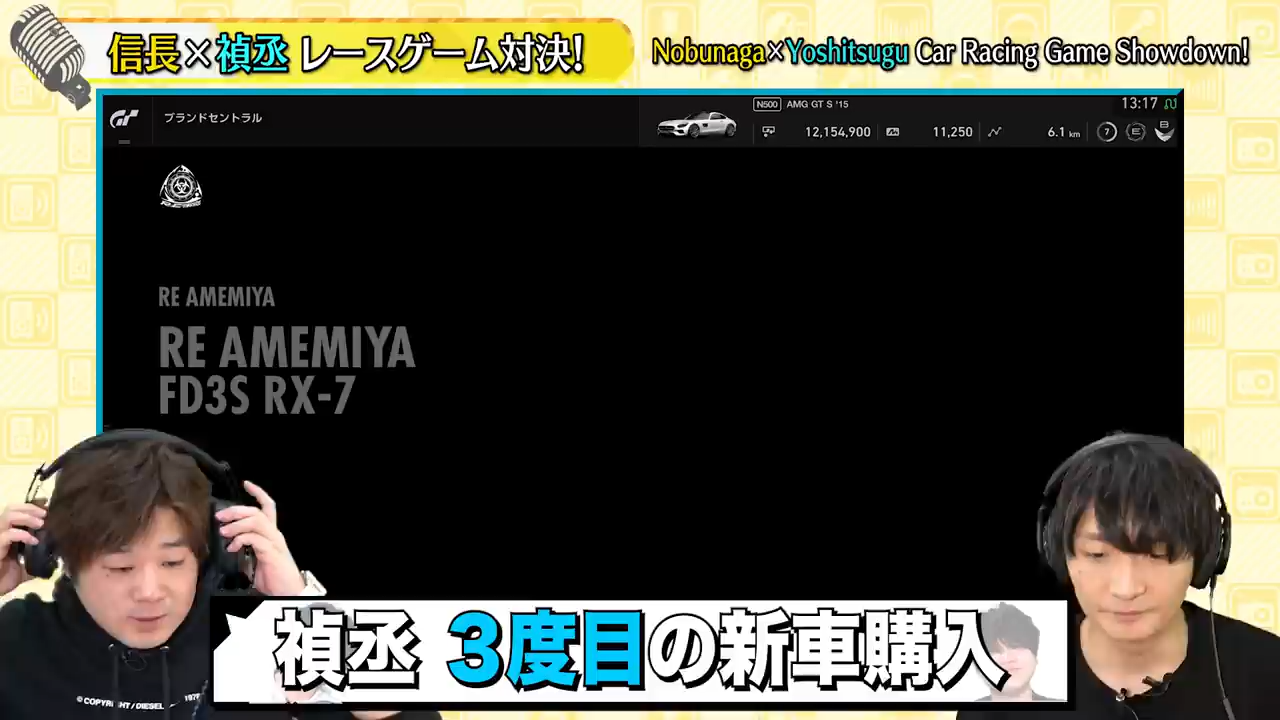 信長×禎丞 レースゲーム対決!
Nobunaga×Yoshitsugu Car Racing Game Showdown!
ブランドセントラル
N500 AMG GT S '15
13:17
12,154,900
11,250
6.1 km
7
E
B
RE AMEMIYA
RE AMEMIYA
FD3S RX-7
禎丞 3度目の新車購入